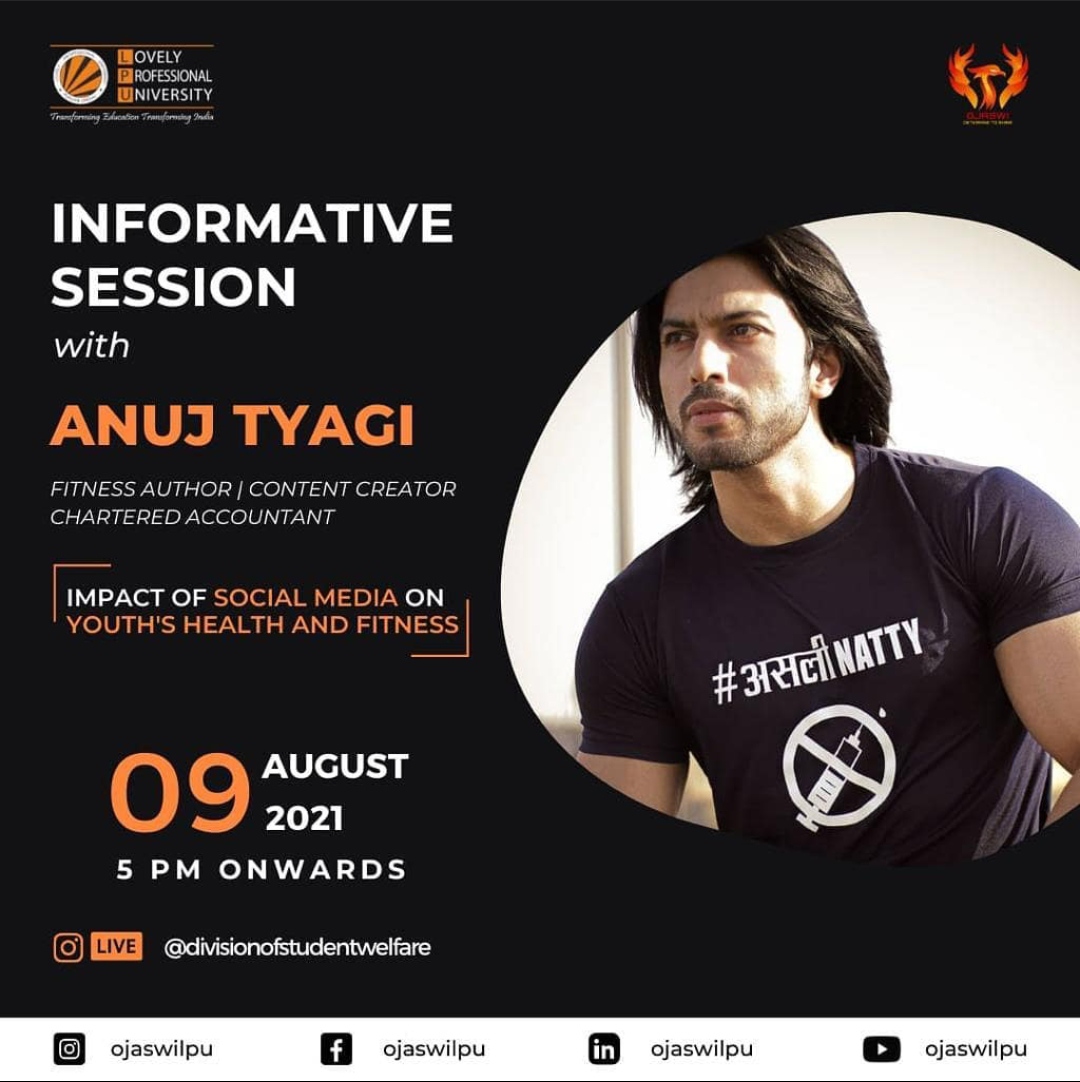 LOVELY
PROFESSIONAL
UNIVERSITY
Transforming Education Transforming India
OJASWI
INFORMATIVE
SESSION
with
ANUJ TYAGI
FITNESS AUTHOR | CONTENT CREATOR
CHARTERED ACCOUNTANT
IMPACT OF SOCIAL MEDIA ON
YOUTH'S HEALTH AND FITNESS
#असली NATTY
09 AUGUST
2021
5 PM ONWARDS
LIVE @divisionofstudentwelfare
ojaswilpu ojaswilpu ojaswilpu ojaswilpu